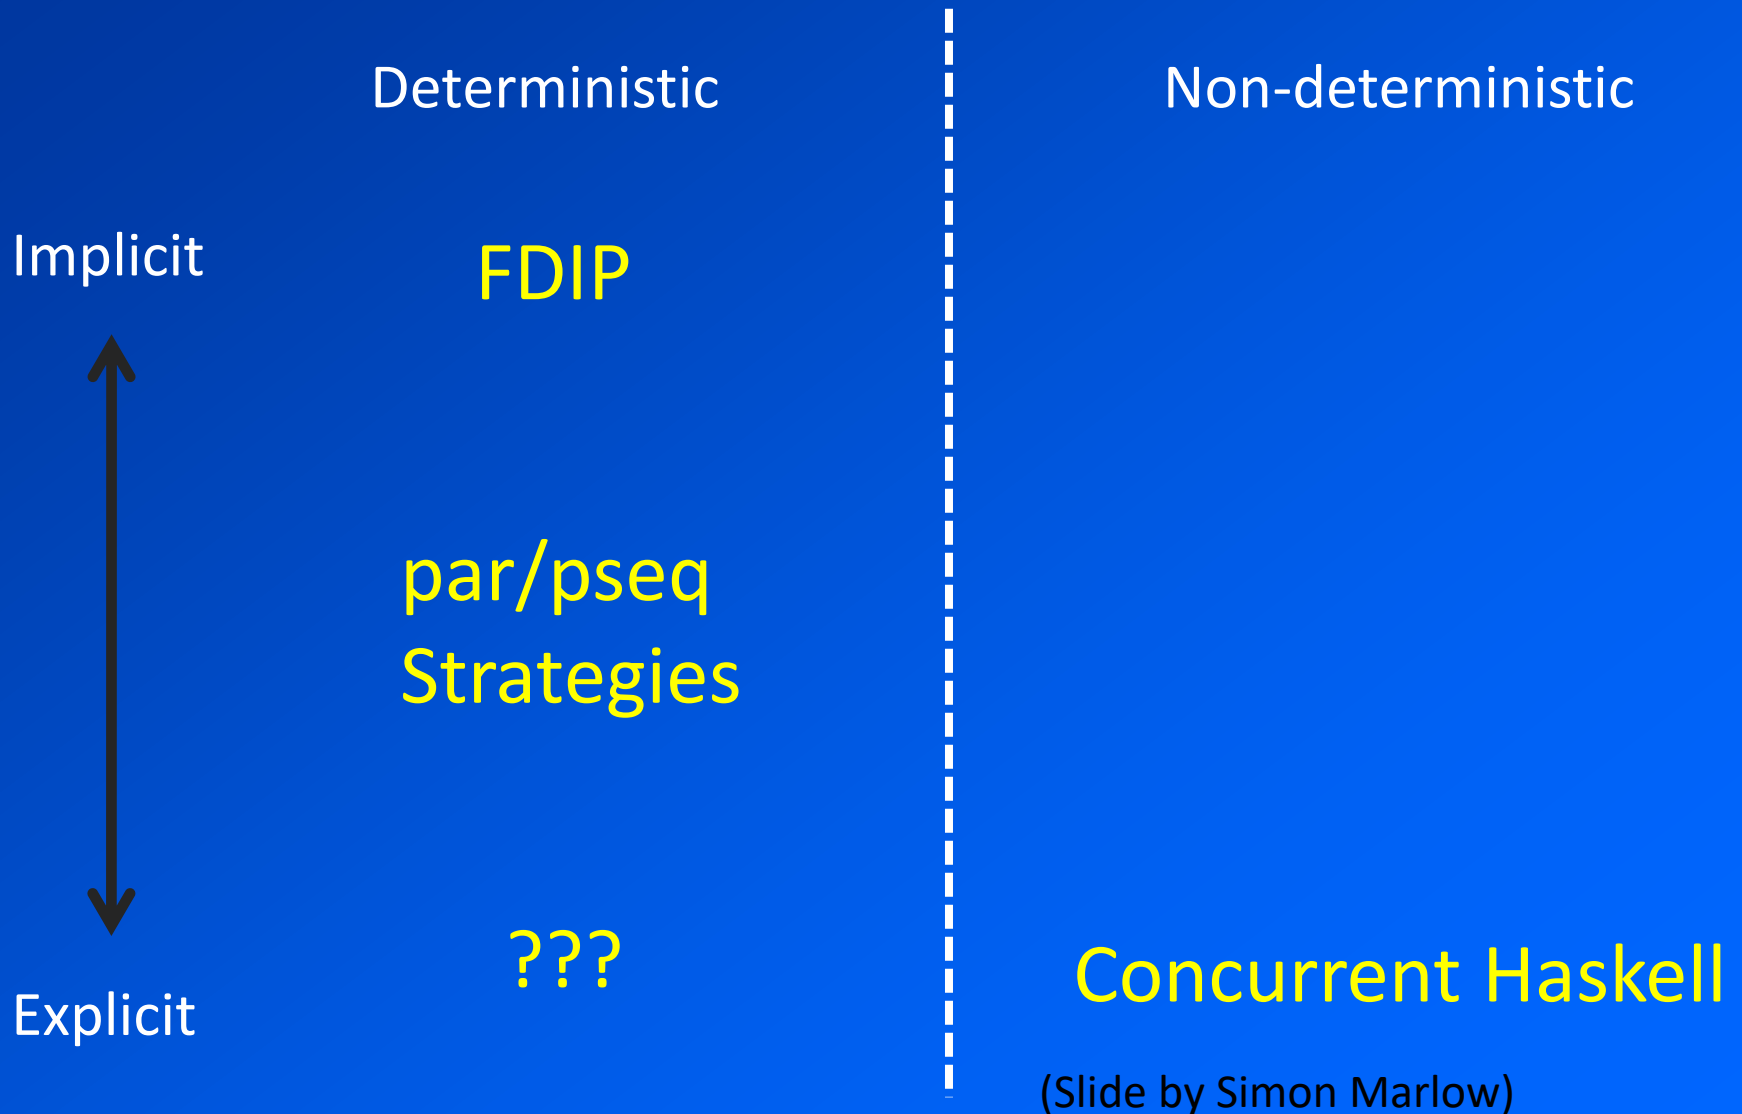 Deterministic
Non-deterministic
Implicit
FDIP
par/pseq
Strategies
???
Explicit
Concurrent Haskell
(Slide by Simon Marlow)